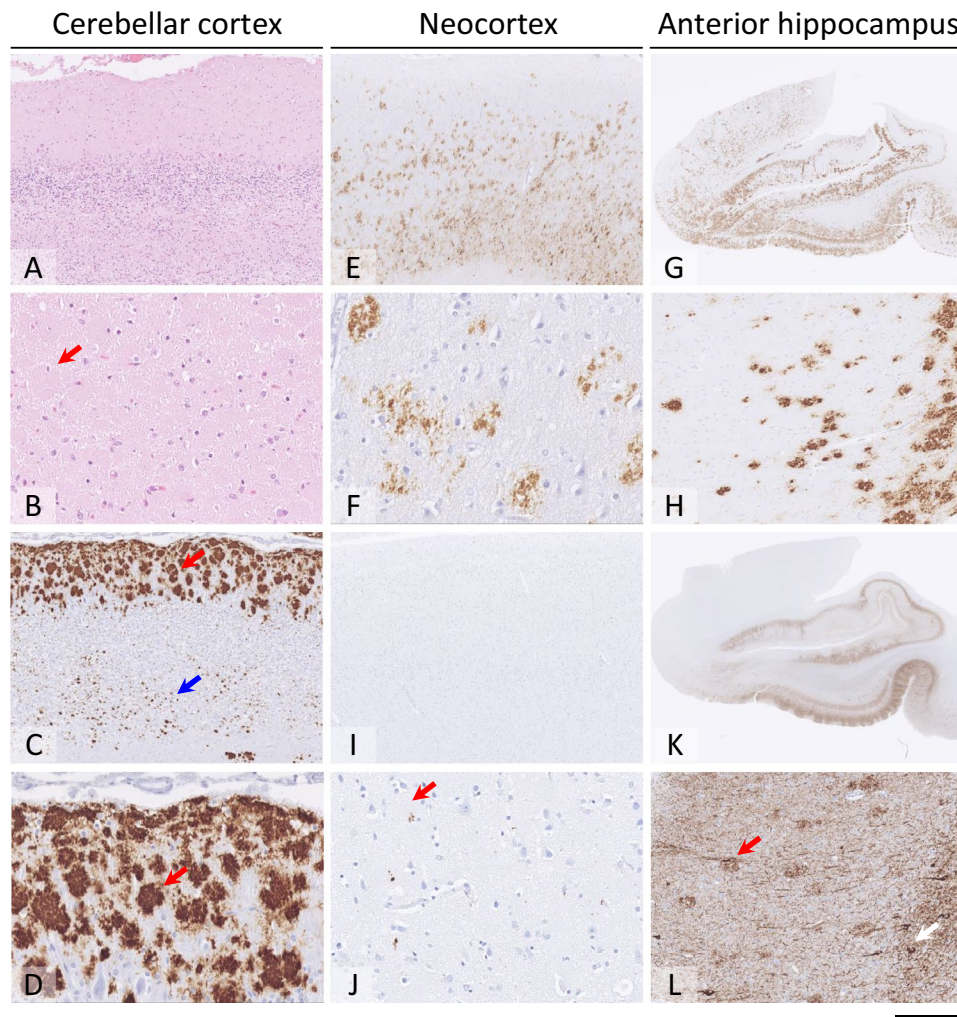 Cerebellar cortex Neocortex Anterior hippocampus
A E G
B F H
C I K
D J L